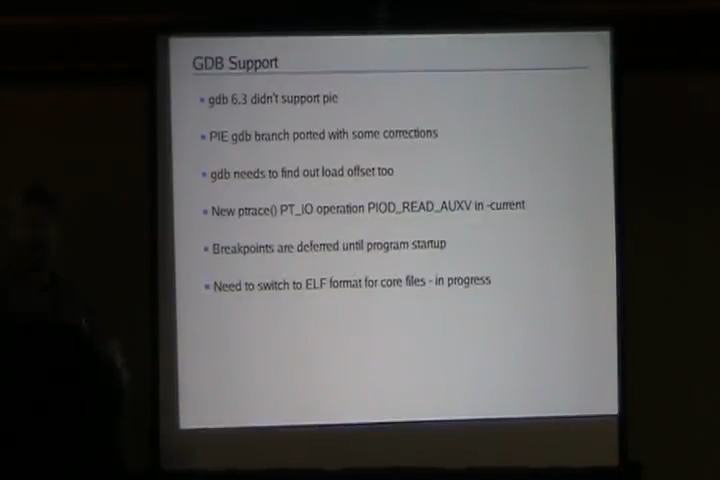 GDB Support
gdb 6.3 didn't support pie
PIE gdb branch ported with some corrections
gdb needs to find out load offset too
New ptrace() PT_IO operation PIOD_READ_AUXV in -current
Breakpoints are deferred until program startup
Need to switch to ELF format for core files - in progress